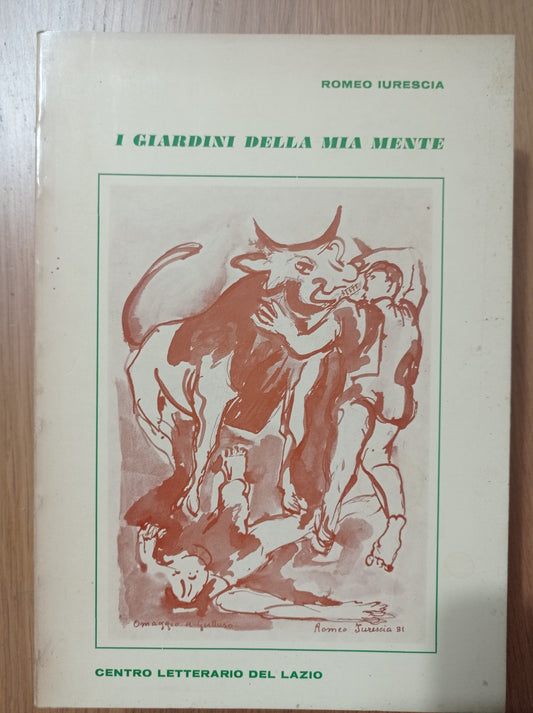 ROMEO IURESCIA
I GIARDINI DELLA MIA MENTE
Omaggio a
Romeo Iurescia 81
CENTRO LETTERARIO DEL LAZIO